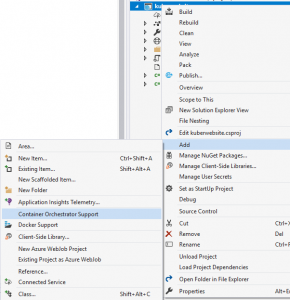 Build
Rebuild
Clean
View
Analyze
Pack
Publish...
Overview
Scope to This
New Solution Explorer View
File Nesting
Edit kubenwebsite.csproj
Add
Manage NuGet Packages...
Manage Client-Side Libraries...
Manage User Secrets
Set as StartUp Project
Debug
Source Control
Cut Ctrl+X
Remove Del
Rename F2
Unload Project
Load Project Dependencies
Open Folder in File Explorer
Properties Alt+E
Area...
New Item... Ctrl+Shift+A
Existing Item... Shift+Alt+A
New Scaffolded Item...
New Folder
Application Insights Telemetry...
Container Orchestrator Support
Docker Support
Client-Side Library...
New Azure WebJob Project
Existing Project as Azure WebJob
Reference...
Connected Service
Class... Shift+Alt+C